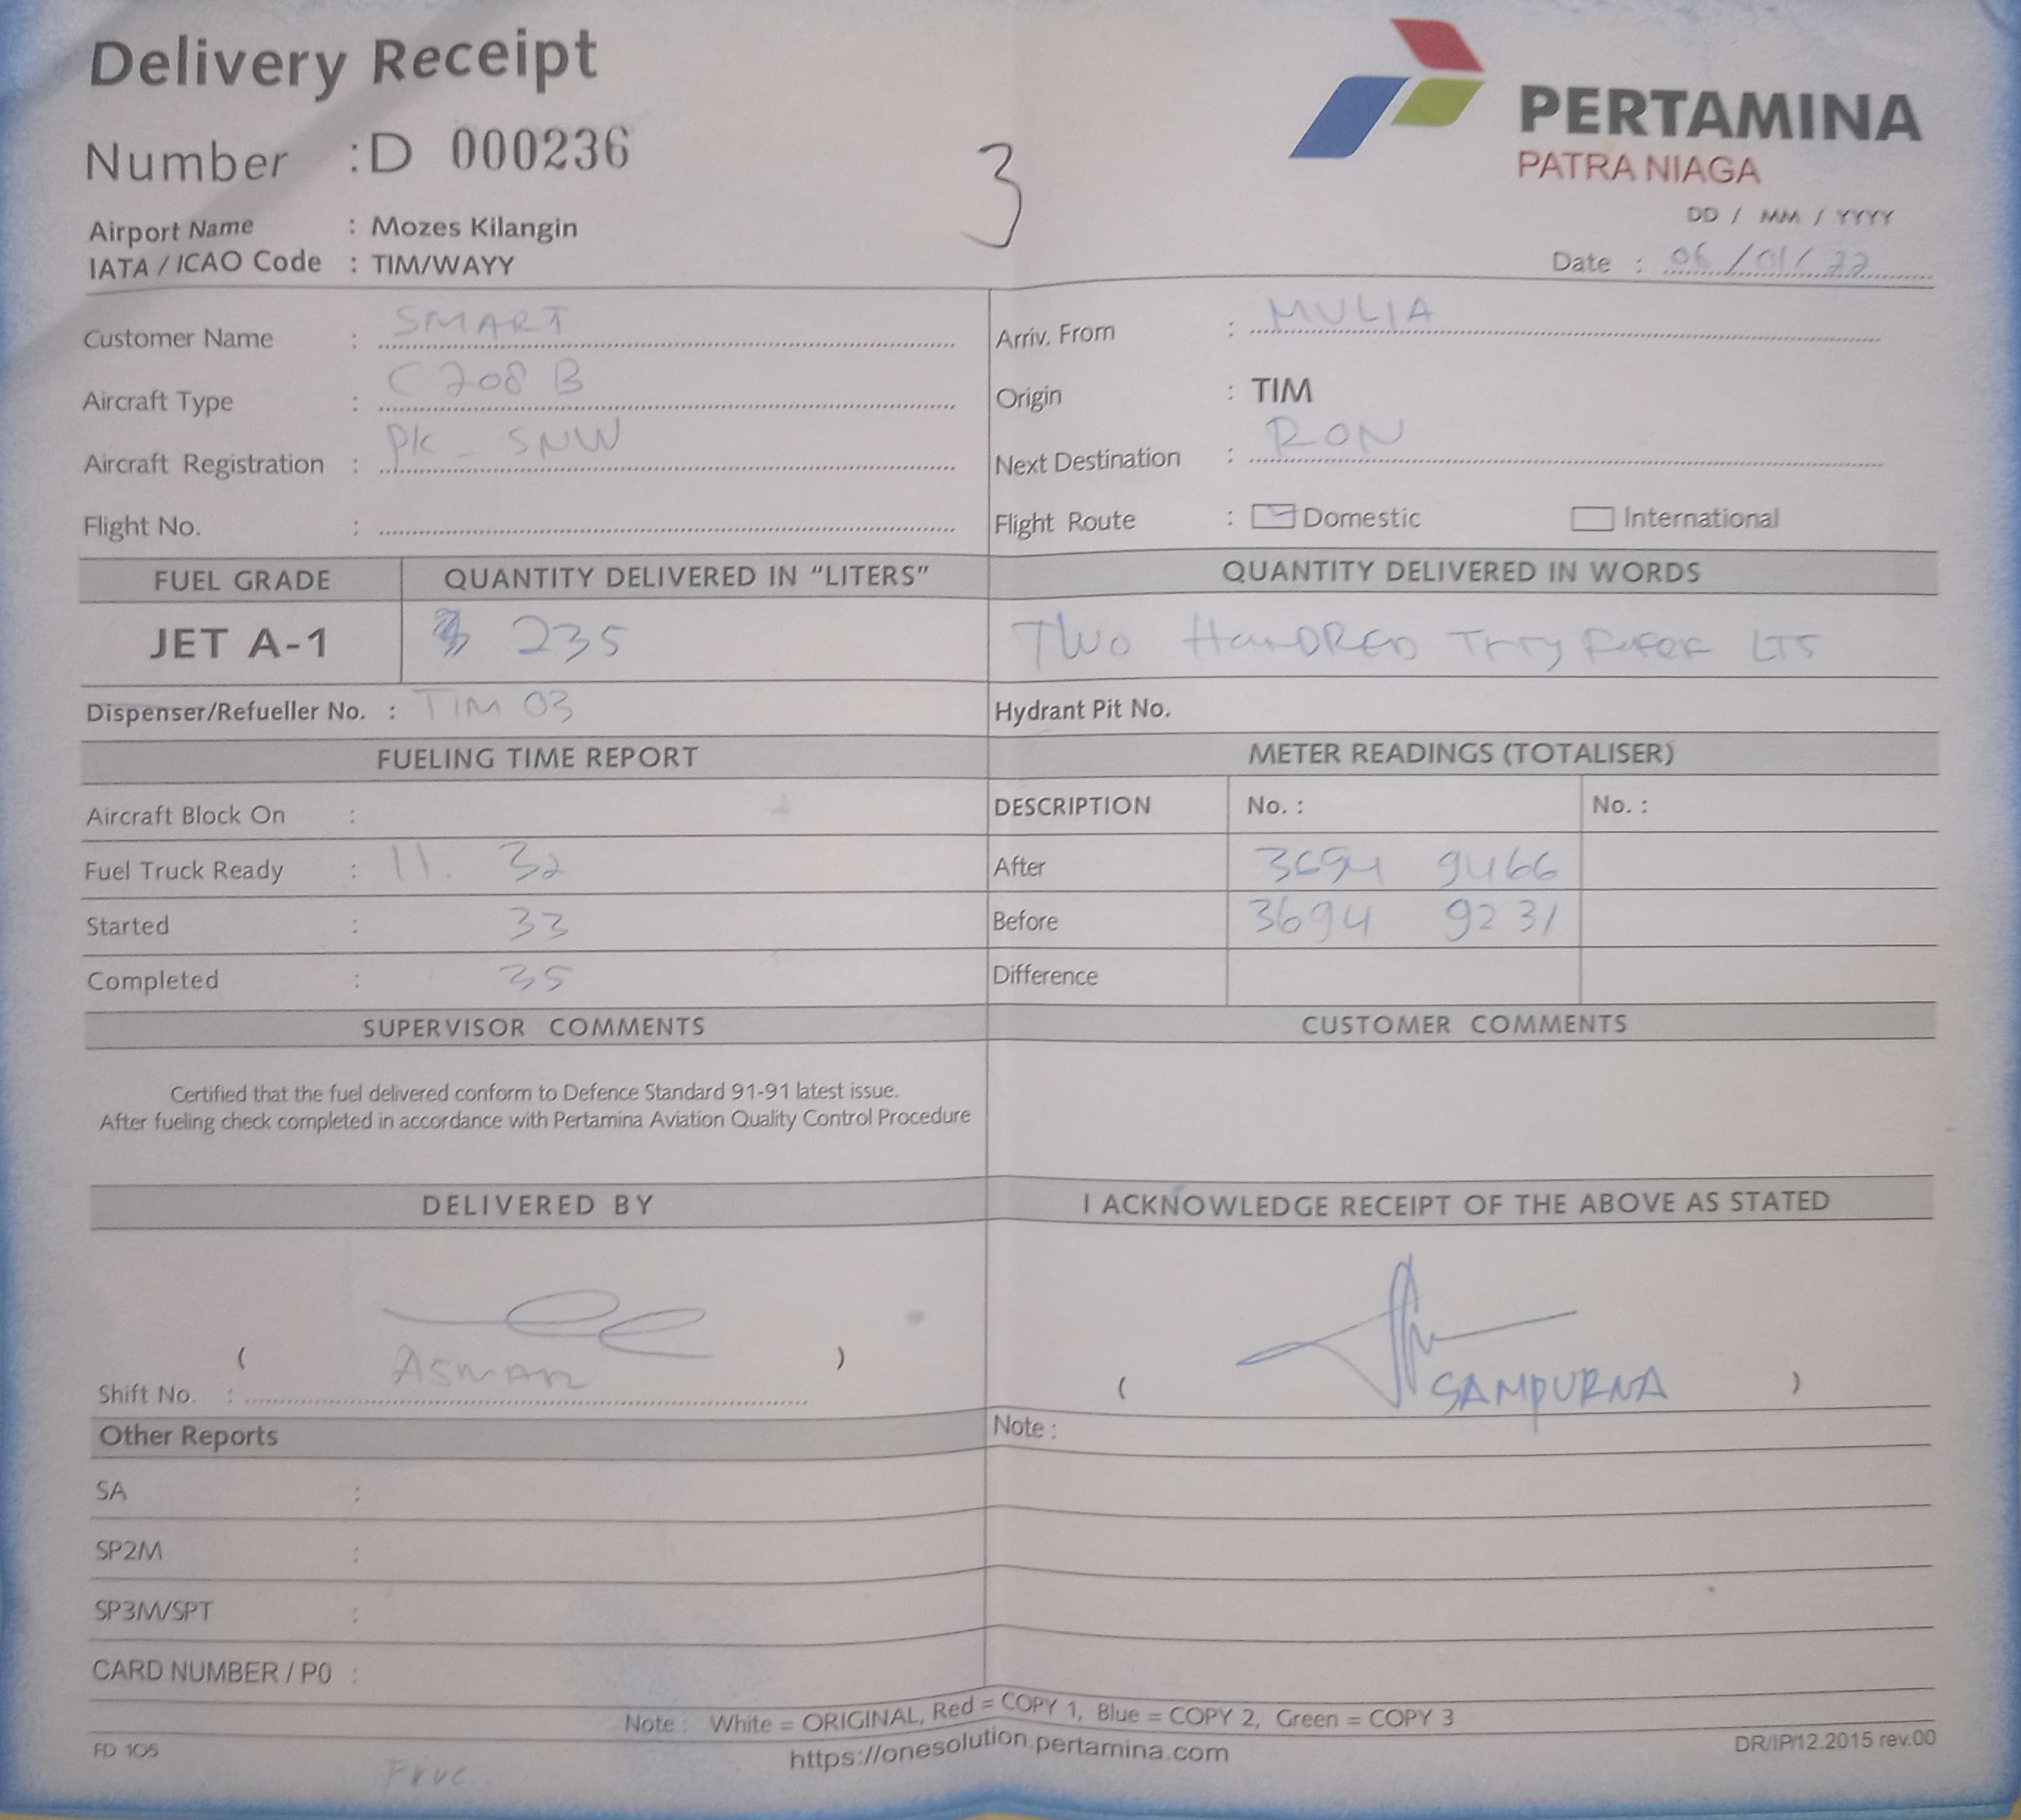 Delivery Receipt
Number : D 000236
3
PERTAMINA
PATRA NIAGA
Airport Name : Mozes Kilangin
IATA / ICAO Code : TIM/WAYY
DD / MM / YYYY
Date : 06/01/22
Customer Name : SMART
Aircraft Type : C208B
Aircraft Registration : PK - SNW
Flight No. :
Arriv. From : MULIA
Origin : TIM
Next Destination : RON
Flight Route : Domestic International
FUEL GRADE QUANTITY DELIVERED IN "LITERS" QUANTITY DELIVERED IN WORDS
JET A-1 235 TWO HANDRED LTS
Dispenser/Refueller No. : TIM 03 Hydrant Pit No.
FUELING TIME REPORT METER READINGS (TOTALISER)
Aircraft Block On : DESCRIPTION No. : No. :
Fuel Truck Ready : 11. 32 After 3694 9466
Started : 33 Before 3694 9231
Completed : 35 Difference
SUPERVISOR COMMENTS CUSTOMER COMMENTS
Certified that the fuel delivered conform to Defence Standard 91-91 latest issue.
After fueling check completed in accordance with Pertamina Aviation Quality Control Procedure
DELIVERED BY I ACKNOWLEDGE RECEIPT OF THE ABOVE AS STATED
( ASMAR )
( SAMPURNA )
Shift No. :
Other Reports Note :
SA :
SP2M :
SP3M/SPT :
CARD NUMBER / P0 :
Note : White = ORIGINAL, Red = COPY 1, Blue = COPY 2, Green = COPY 3
https://onesolution.pertamina.com
FD 105
DR/IP/12.2015 rev.00